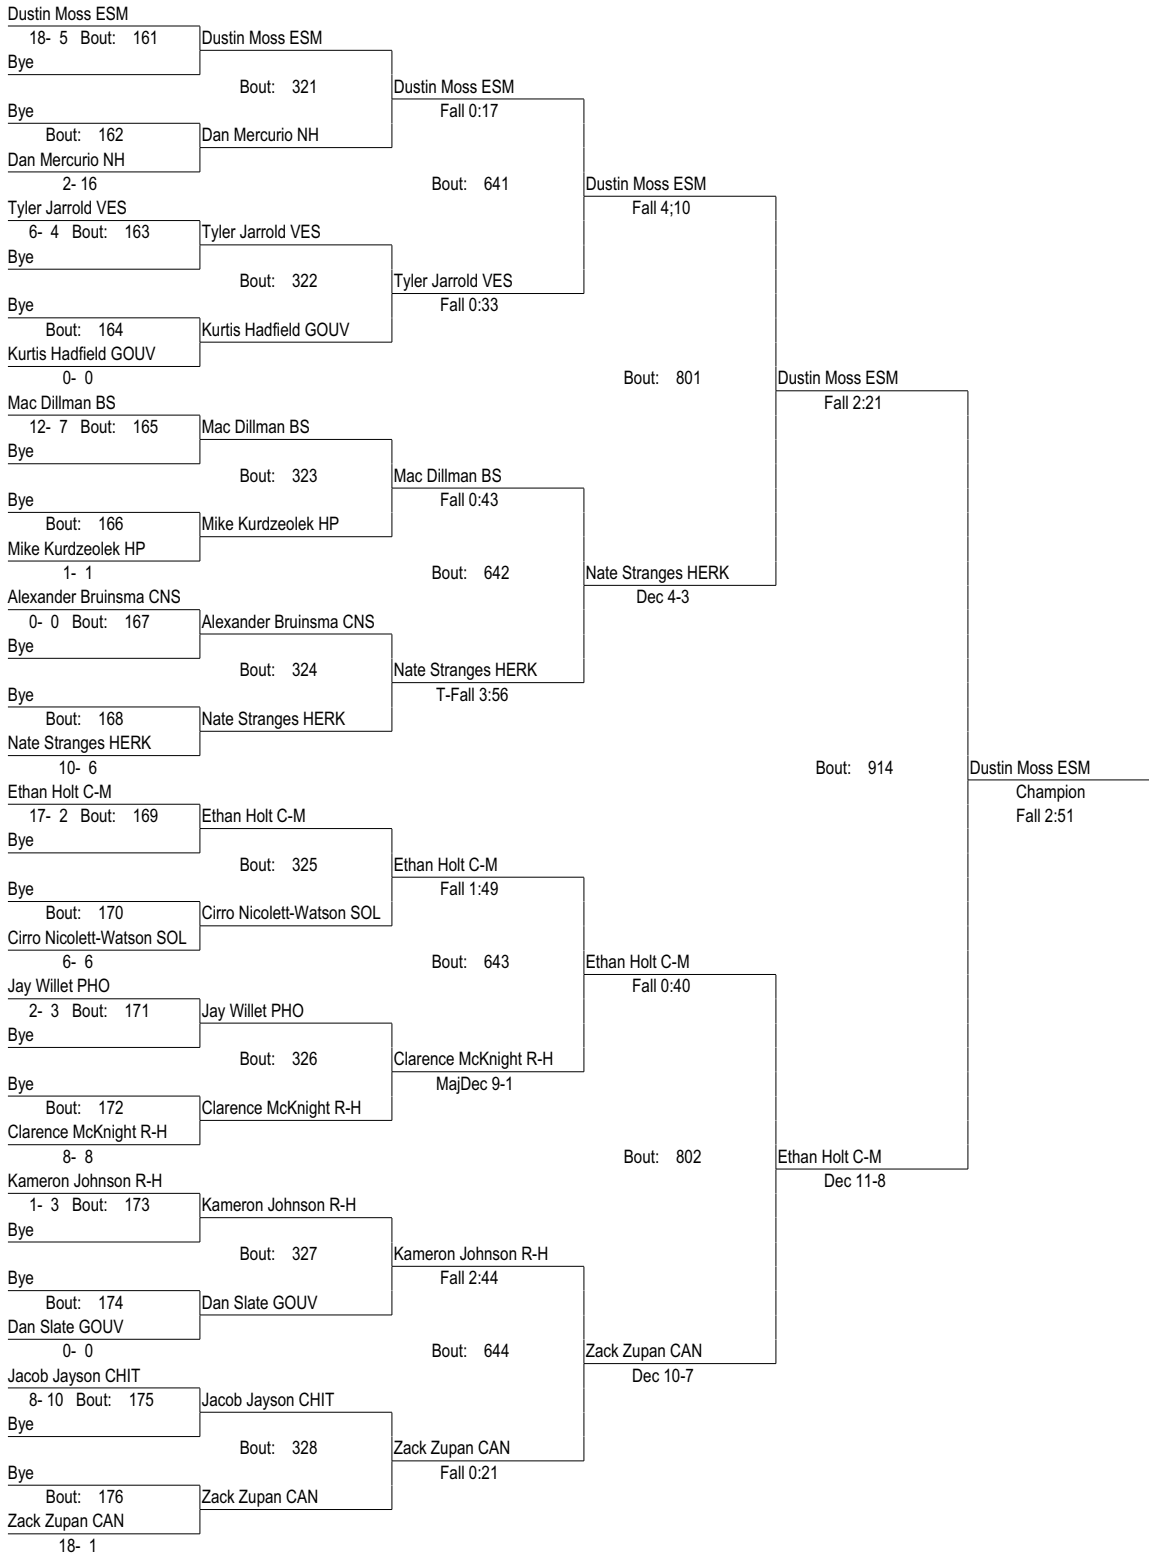 Dustin Moss ESM
18- 5 Bout: 161 Dustin Moss ESM
Bye
Bout: 321 Dustin Moss ESM
Bye Fall 0:17
Bout: 162 Dan Mercurio NH
Dan Mercurio NH
2- 16 Bout: 641 Dustin Moss ESM
Tyler Jarrold VES Fall 4;10
6- 4 Bout: 163 Tyler Jarrold VES
Bye
Bout: 322 Tyler Jarrold VES
Bye Fall 0:33
Bout: 164 Kurtis Hadfield GOUV
Kurtis Hadfield GOUV
0- 0 Bout: 801 Dustin Moss ESM
Mac Dillman BS Fall 2:21
12- 7 Bout: 165 Mac Dillman BS
Bye
Bout: 323 Mac Dillman BS
Bye Fall 0:43
Bout: 166 Mike Kurdzeolek HP
Mike Kurdzeolek HP
1- 1 Bout: 642 Nate Stranges HERK
Alexander Bruinsma CNS Dec 4-3
0- 0 Bout: 167 Alexander Bruinsma CNS
Bye
Bout: 324 Nate Stranges HERK
Bye T-Fall 3:56
Bout: 168 Nate Stranges HERK
Nate Stranges HERK
10- 6 Bout: 914 Dustin Moss ESM
Ethan Holt C-M Champion
17- 2 Bout: 169 Ethan Holt C-M Fall 2:51
Bye
Bout: 325 Ethan Holt C-M
Bye Fall 1:49
Bout: 170 Cirro Nicolett-Watson SOL
Cirro Nicolett-Watson SOL
6- 6 Bout: 643 Ethan Holt C-M
Jay Willet PHO Fall 0:40
2- 3 Bout: 171 Jay Willet PHO
Bye
Bout: 326 Clarence McKnight R-H
Bye MajDec 9-1
Bout: 172 Clarence McKnight R-H
Clarence McKnight R-H
8- 8 Bout: 802 Ethan Holt C-M
Kameron Johnson R-H Dec 11-8
1- 3 Bout: 173 Kameron Johnson R-H
Bye
Bout: 327 Kameron Johnson R-H
Bye Fall 2:44
Bout: 174 Dan Slate GOUV
Dan Slate GOUV
0- 0 Bout: 644 Zack Zupan CAN
Jacob Jayson CHIT Dec 10-7
8- 10 Bout: 175 Jacob Jayson CHIT
Bye
Bout: 328 Zack Zupan CAN
Bye Fall 0:21
Bout: 176 Zack Zupan CAN
Zack Zupan CAN
18- 1